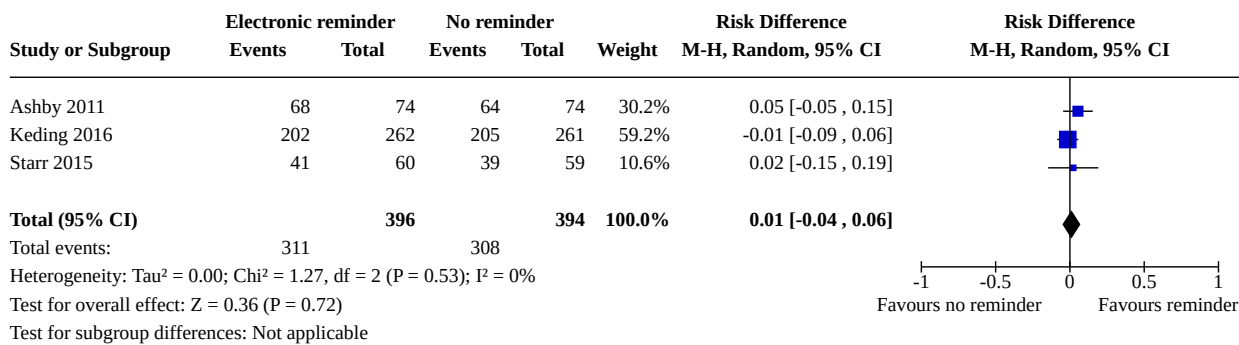 Electronic reminder No reminder Risk Difference Risk Difference
Study or Subgroup Events Total Events Total Weight M-H, Random, 95% CI M-H, Random, 95% CI
Ashby 2011 68 74 64 74 30.2% 0.05 [-0.05 , 0.15]
Keding 2016 202 262 205 261 59.2% -0.01 [-0.09 , 0.06]
Starr 2015 41 60 39 59 10.6% 0.02 [-0.15 , 0.19]
Total (95% CI) 396 394 100.0% 0.01 [-0.04 , 0.06]
Total events: 311 308
Heterogeneity: Tau² = 0.00; Chi² = 1.27, df = 2 (P = 0.53); I² = 0%
-1 -0.5 0 0.5 1
Test for overall effect: Z = 0.36 (P = 0.72) Favours no reminder Favours reminder
Test for subgroup differences: Not applicable